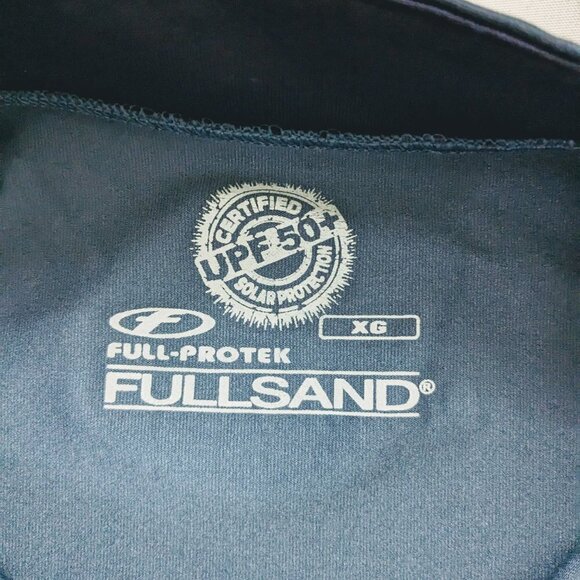 CERTIFIED
UPF 50+
SOLAR PROTECTION
XG
FULL-PROTEK
FULLSAND®